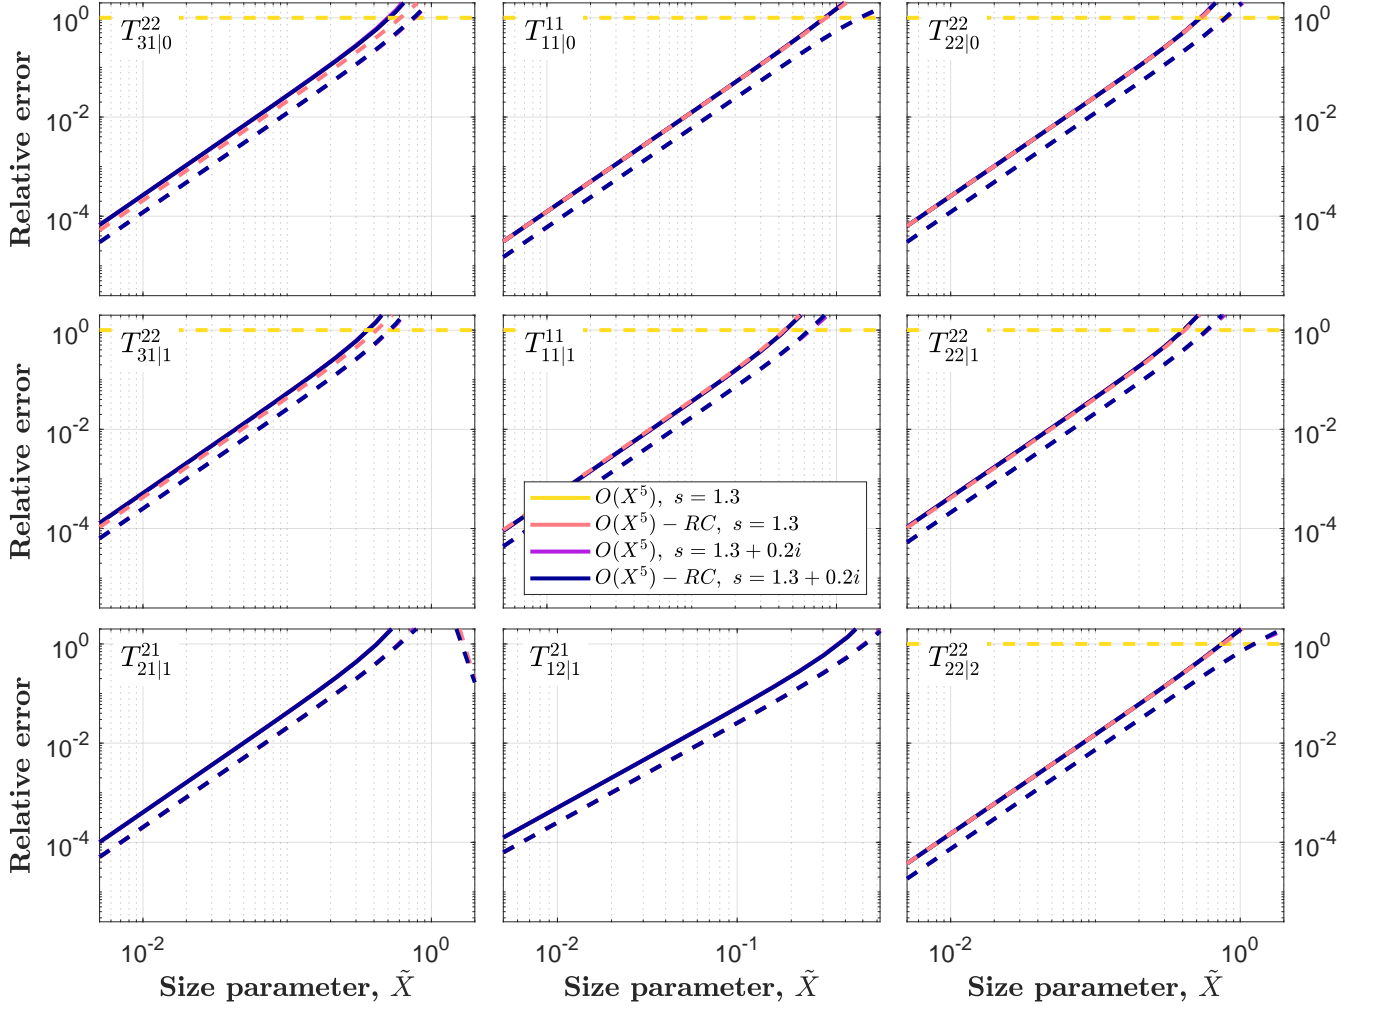 Relative error
10^0
10^-2
10^-4
T^{22}_{31|0}
T^{11}_{11|0}
T^{22}_{22|0}
10^0
10^-2
10^-4
Relative error
10^0
10^-2
10^-4
T^{22}_{31|1}
T^{11}_{11|1}
O(X^5), s = 1.3
O(X^5) − RC, s = 1.3
O(X^5), s = 1.3 + 0.2i
O(X^5) − RC, s = 1.3 + 0.2i
T^{22}_{22|1}
10^0
10^-2
10^-4
Relative error
10^0
10^-2
10^-4
T^{21}_{21|1}
T^{21}_{12|1}
T^{22}_{22|2}
10^0
10^-2
10^-4
10^-2 10^0
10^-2 10^-1
10^-2 10^0
Size parameter, X̃
Size parameter, X̃
Size parameter, X̃